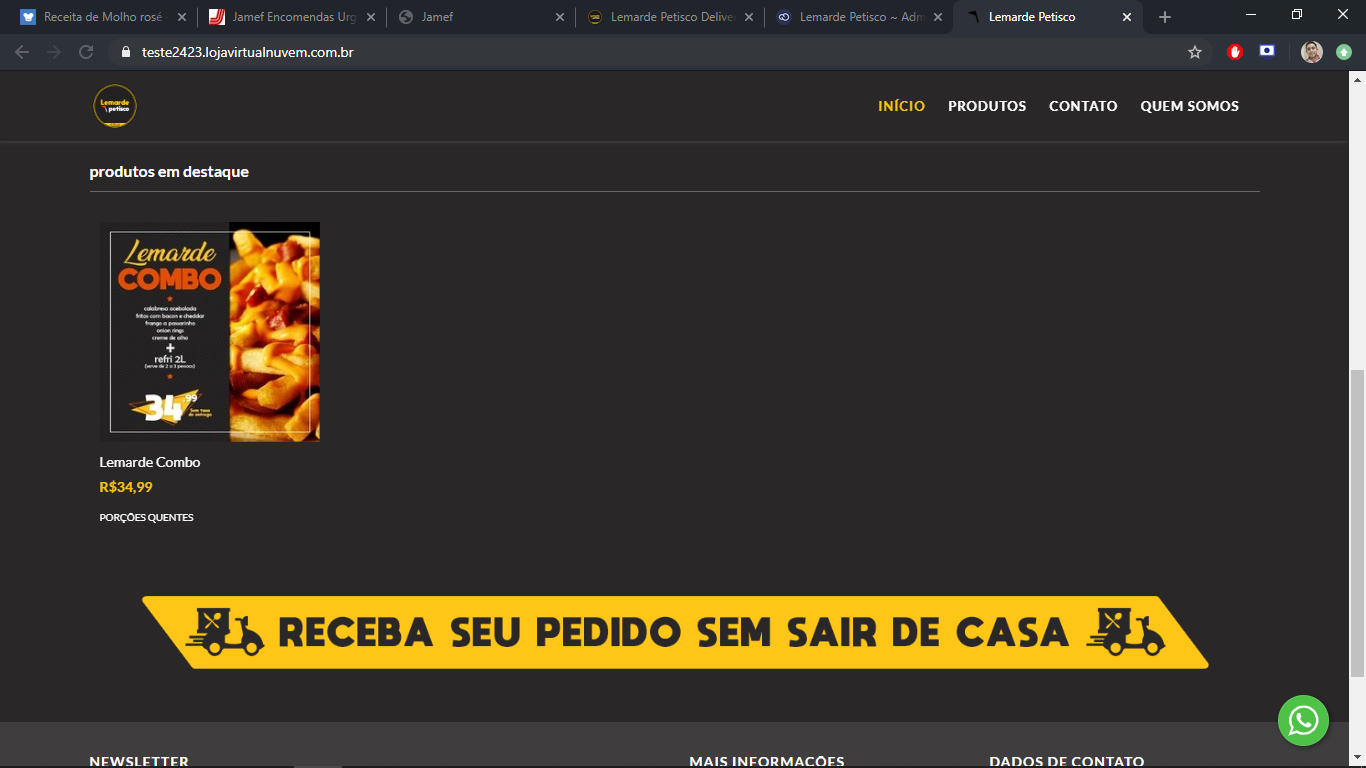 Receita de Molho rosé
Jamef Encomendas Urg
Jamef
Lemarde Petisco Delive
Lemarde Petisco ~ Adm
Lemarde Petisco
teste2423.lojavirtualnuvem.com.br
Lemarde
petisco
INÍCIO
PRODUTOS
CONTATO
QUEM SOMOS
produtos em destaque
Lemarde
COMBO
calabresa acebolada
fritas com bacon e cheddar
frango a passarinho
onion rings
creme de alho
+
refri 2L
(serve de 2 a 3 pessoas)
34,99
Sem taxa
de entrega
Lemarde Combo
R$34,99
PORÇÕES QUENTES
RECEBA SEU PEDIDO SEM SAIR DE CASA
NEWSLETTER
MAIS INFORMAÇÕES
DADOS DE CONTATO